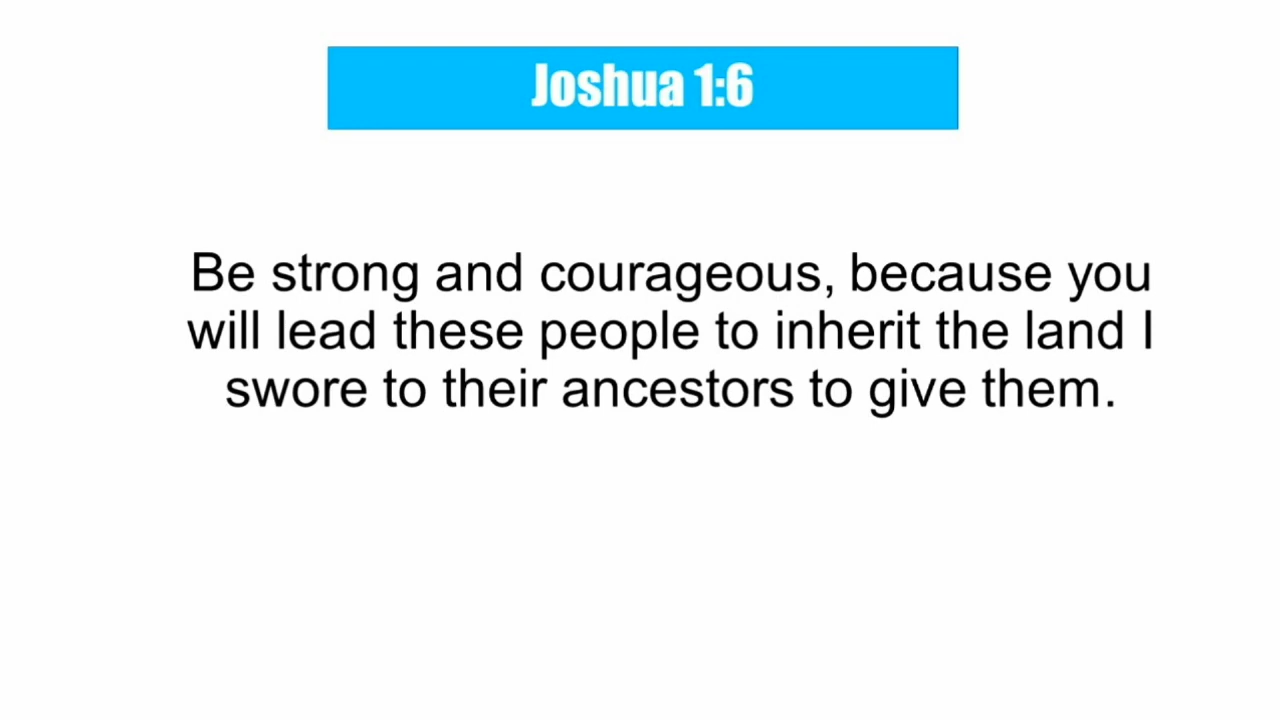 Joshua 1:6
Be strong and courageous, because you
will lead these people to inherit the land I
swore to their ancestors to give them.